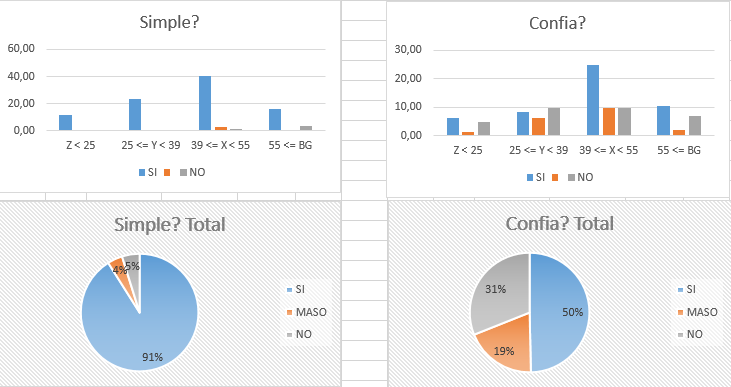 Simple?
60,00
40,00
20,00
0,00
Z < 25
25 <= Y < 39
39 <= X < 55
55 <= BG
SI
NO
Confia?
30,00
20,00
10,00
0,00
Z < 25
25 <= Y < 39
39 <= X < 55
55 <= BG
SI
NO
Simple? Total
4%
5%
91%
SI
MASO
NO
Confia? Total
31%
50%
19%
SI
MASO
NO